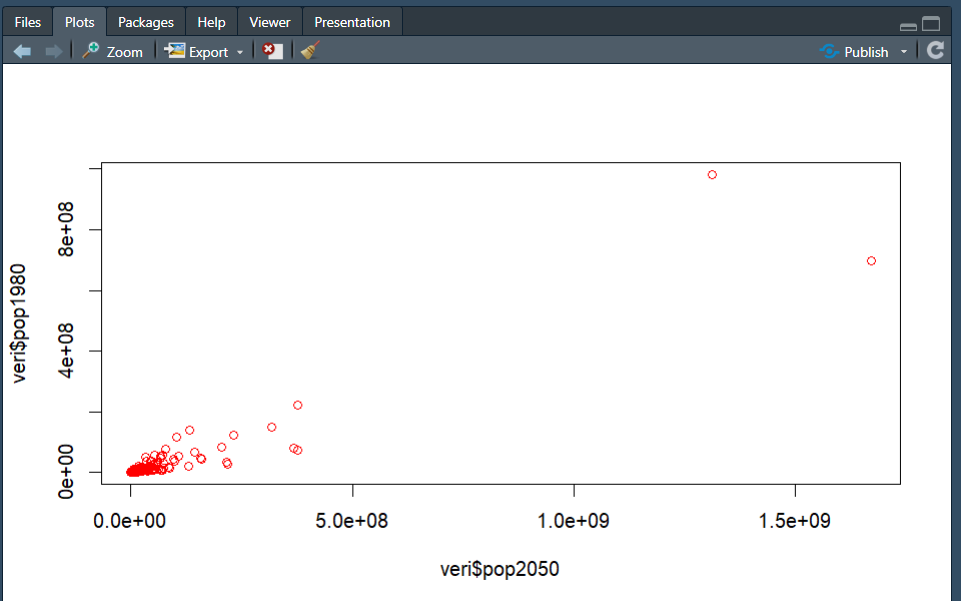 Files Plots Packages Help Viewer Presentation
Zoom Export Publish
veri$pop1980
8e+08
4e+08
0e+00
0.0e+00 5.0e+08 1.0e+09 1.5e+09
veri$pop2050